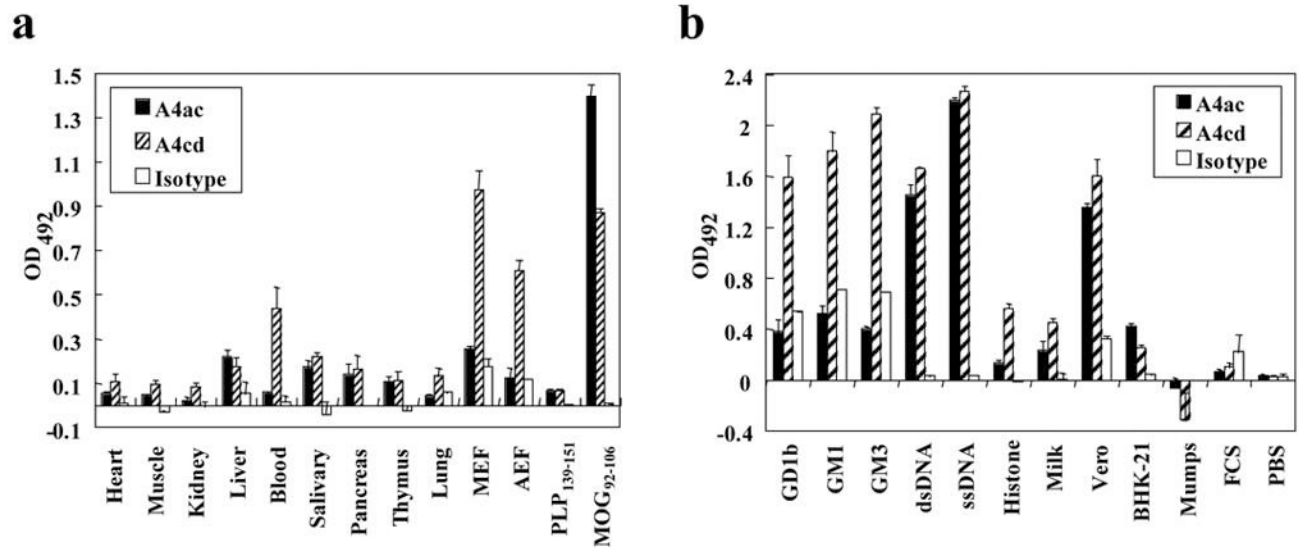 a
OD492
1.5
1.3
1.1
0.9
0.7
0.5
0.3
0.1
-0.1
A4ac
A4cd
Isotype
Heart
Muscle
Kidney
Liver
Blood
Salivary
Pancreas
Thymus
Lung
MEF
AEF
PLP139-151
MOG92-106
b
OD492
2.4
2
1.6
1.2
0.8
0.4
0
-0.4
A4ac
A4cd
Isotype
GD1b
GM1
GM3
dsDNA
ssDNA
Histone
Milk
Vero
BHK-21
Mumps
FCS
PBS